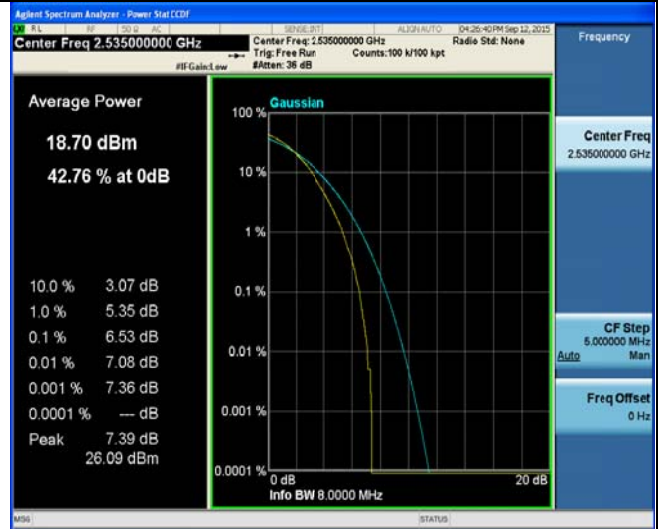 Agilent Spectrum Analyzer - Power Stat CCDF
RL RF 50 Ω AC SENSE:INT ALIGN AUTO 04:26:40 PM Sep 12, 2015
Center Freq 2.535000000 GHz
Center Freq: 2.535000000 GHz Radio Std: None
Trig: Free Run Counts:100 k/100 kpt
#IFGain:Low #Atten: 36 dB
Frequency
Average Power
18.70 dBm
42.76 % at 0dB
10.0 % 3.07 dB
1.0 % 5.35 dB
0.1 % 6.53 dB
0.01 % 7.08 dB
0.001 % 7.36 dB
0.0001 % --- dB
Peak 7.39 dB
26.09 dBm
Gaussian
100 %
10 %
1 %
0.1 %
0.01 %
0.001 %
0.0001 %
0 dB 20 dB
Info BW 8.0000 MHz
Center Freq
2.535000000 GHz
CF Step
5.000000 MHz
Auto Man
Freq Offset
0 Hz
MSG STATUS